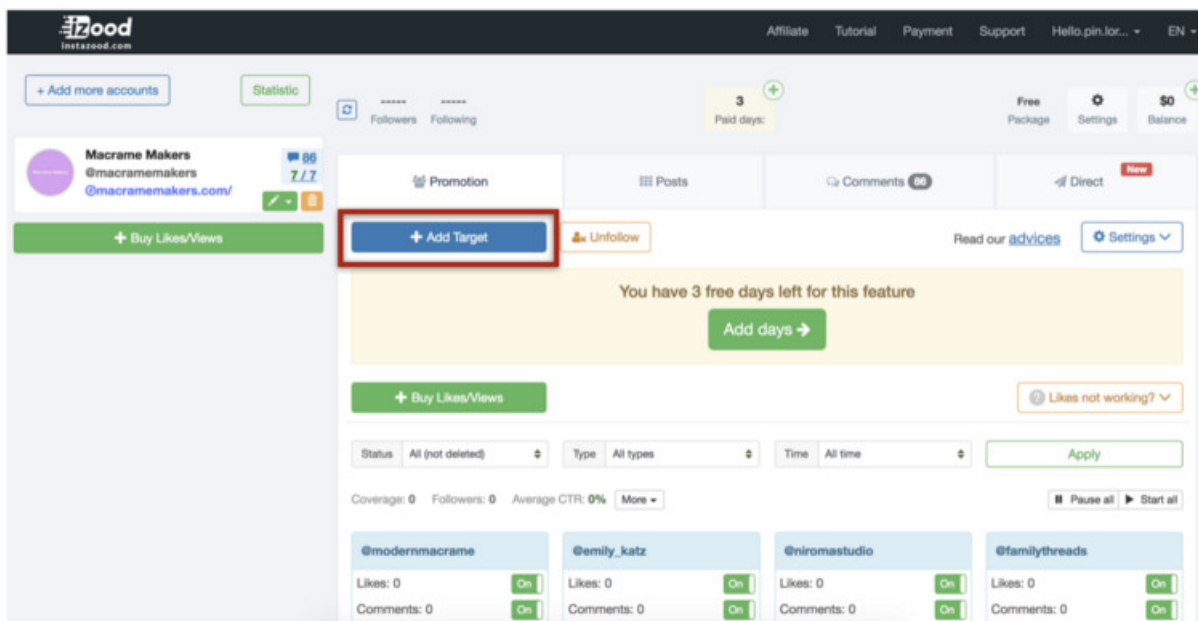 izood
instazood.com
Affiliate Tutorial Payment Support Hello.pin.lor... EN
+ Add more accounts Statistic
----- -----
Followers Following
3
Paid days:
Free
Package
Settings
$0
Balance
Macrame Makers
@macramemakers
@macramemakers.com/
86
7 / 7
+ Buy Likes/Views
Promotion Posts Comments 86 Direct New
+ Add Target Unfollow Read our advices Settings
You have 3 free days left for this feature
Add days →
+ Buy Likes/Views ? Likes not working?
Status All (not deleted) Type All types Time All time Apply
Coverage: 0 Followers: 0 Average CTR: 0% More Pause all Start all
@modernmacrame @emily_katz @niromastudio @familythreads
Likes: 0 On Likes: 0 On Likes: 0 On Likes: 0 On
Comments: 0 On Comments: 0 On Comments: 0 On Comments: 0 On